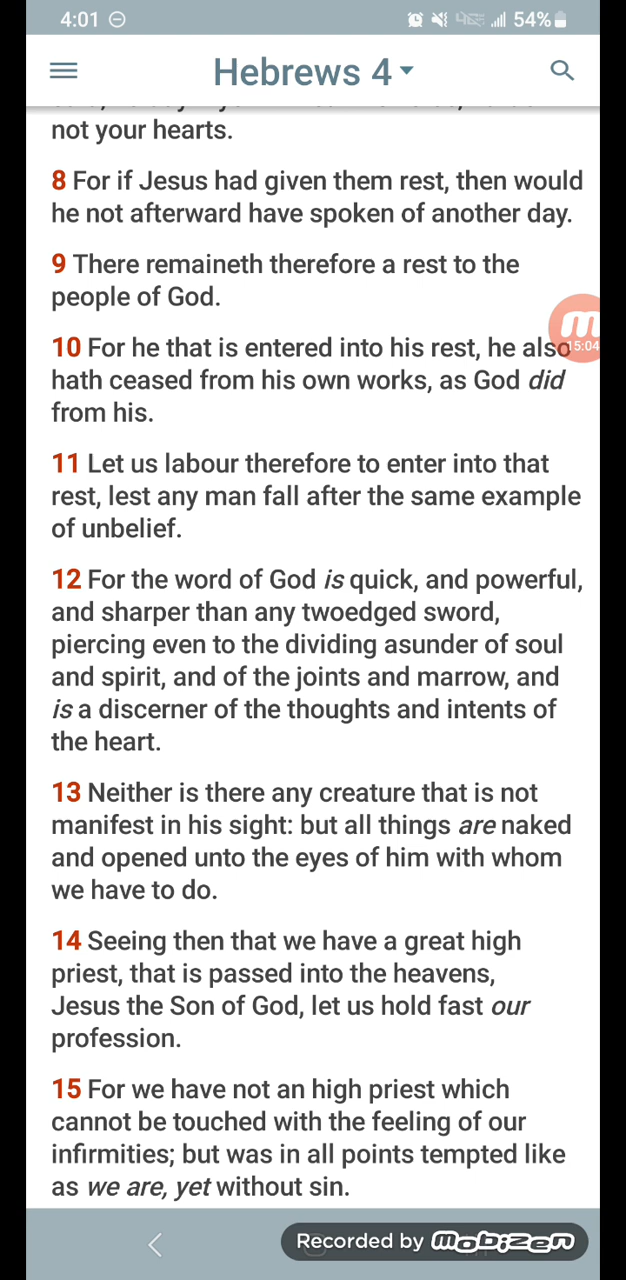 4:01 54%
Hebrews 4
not your hearts.
8 For if Jesus had given them rest, then would
he not afterward have spoken of another day.
9 There remaineth therefore a rest to the
people of God.
10 For he that is entered into his rest, he also
hath ceased from his own works, as God did
from his.
15:04
11 Let us labour therefore to enter into that
rest, lest any man fall after the same example
of unbelief.
12 For the word of God is quick, and powerful,
and sharper than any twoedged sword,
piercing even to the dividing asunder of soul
and spirit, and of the joints and marrow, and
is a discerner of the thoughts and intents of
the heart.
13 Neither is there any creature that is not
manifest in his sight: but all things are naked
and opened unto the eyes of him with whom
we have to do.
14 Seeing then that we have a great high
priest, that is passed into the heavens,
Jesus the Son of God, let us hold fast our
profession.
15 For we have not an high priest which
cannot be touched with the feeling of our
infirmities; but was in all points tempted like
as we are, yet without sin.
Recorded by mobizen